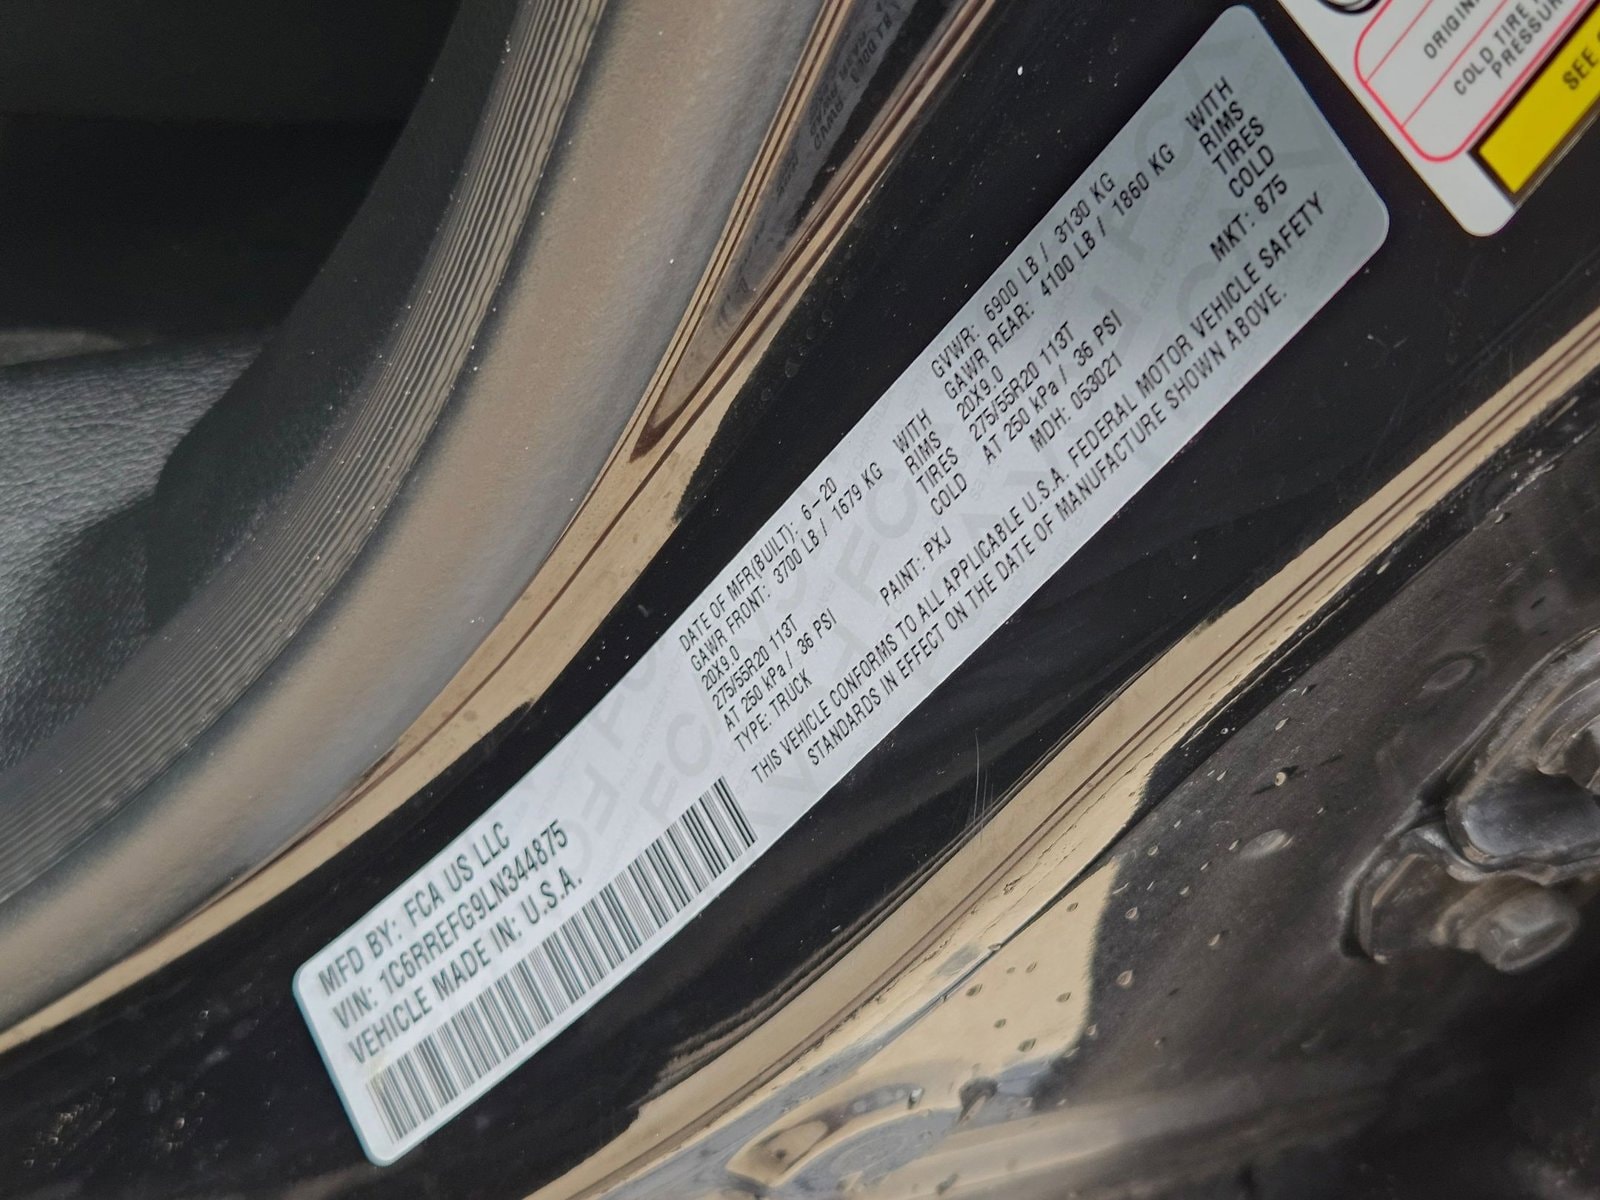 MFD BY: FCA US LLC
VIN: 1C6RREFG9LN344875
VEHICLE MADE IN: U.S.A.
DATE OF MFR(BUILT): 6-20
GAWR FRONT: 3700 LB / 1679 KG WITH
20X9.0 RIMS
275/55R20 113T TIRES
AT 250 kPa / 36 PSI COLD
TYPE: TRUCK PAINT: PXJ
GVWR: 6900 LB / 3130 KG
GAWR REAR: 4100 LB / 1860 KG WITH
20X9.0 RIMS
275/55R20 113T TIRES
AT 250 kPa / 36 PSI COLD
MDH: 053021 MKT: 875
THIS VEHICLE CONFORMS TO ALL APPLICABLE U.S.A. FEDERAL MOTOR VEHICLE SAFETY
STANDARDS IN EFFECT ON THE DATE OF MANUFACTURE SHOWN ABOVE.
COLD TIRE
SEE